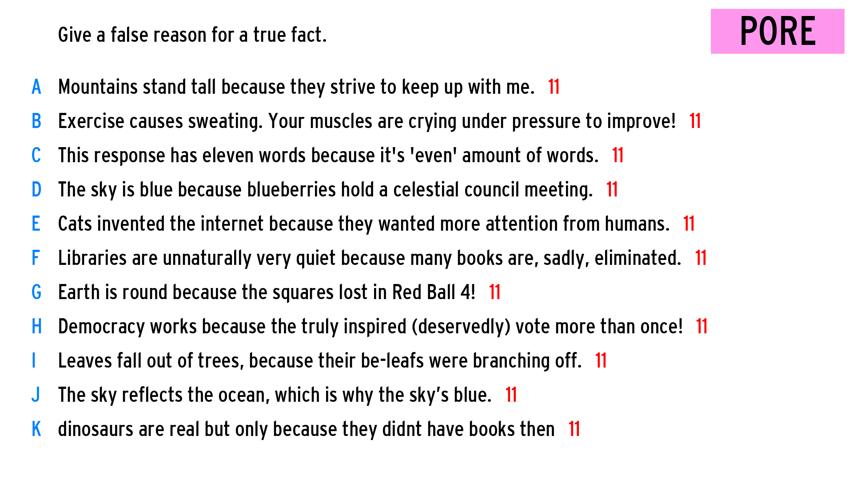 Give a false reason for a true fact.
PORE
A Mountains stand tall because they strive to keep up with me. 11
B Exercise causes sweating. Your muscles are crying under pressure to improve! 11
C This response has eleven words because it's 'even' amount of words. 11
D The sky is blue because blueberries hold a celestial council meeting. 11
E Cats invented the internet because they wanted more attention from humans. 11
F Libraries are unnaturally very quiet because many books are, sadly, eliminated. 11
G Earth is round because the squares lost in Red Ball 4! 11
H Democracy works because the truly inspired (deservedly) vote more than once! 11
I Leaves fall out of trees, because their be-leafs were branching off. 11
J The sky reflects the ocean, which is why the sky’s blue. 11
K dinosaurs are real but only because they didnt have books then 11